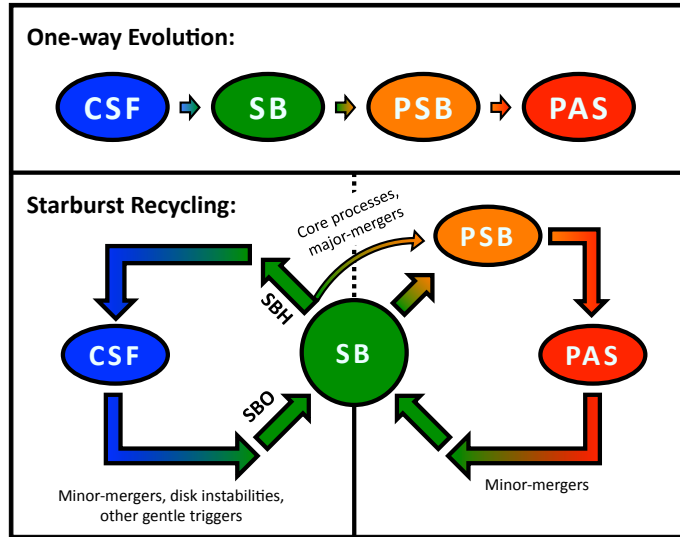 One-way Evolution:
CSF
SB
PSB
PAS
Starburst Recycling:
Core processes,
major-mergers
PSB
SBH
CSF
SB
PAS
SBO
Minor-mergers, disk instabilities,
other gentle triggers
Minor-mergers